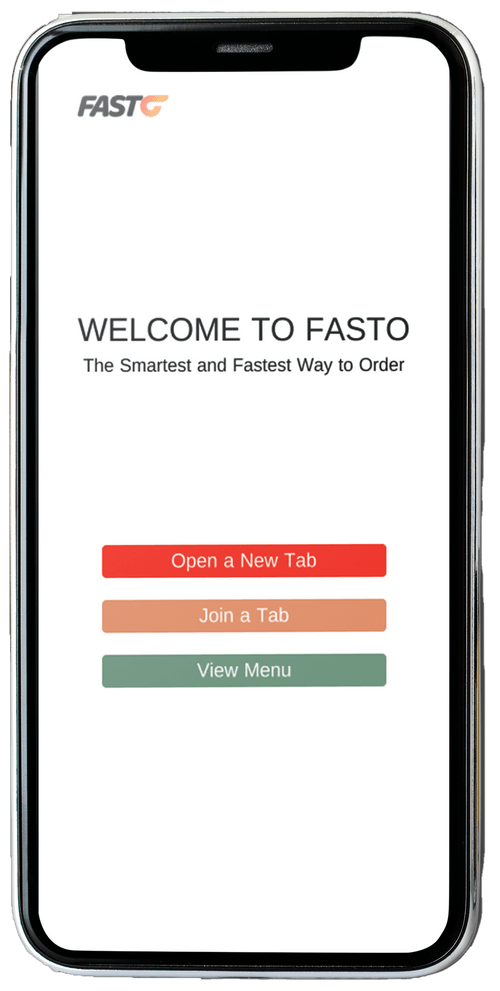 FASTO
WELCOME TO FASTO
The Smartest and Fastest Way to Order
Open a New Tab
Join a Tab
View Menu